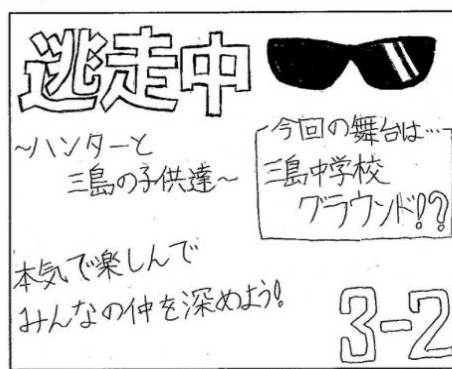 逃走中
~ハンターと
三島の子供達~
今回の舞台は…
三島中学校
グラウンド!?
本気で楽しんで
みんなの仲を深めよう!
3-2